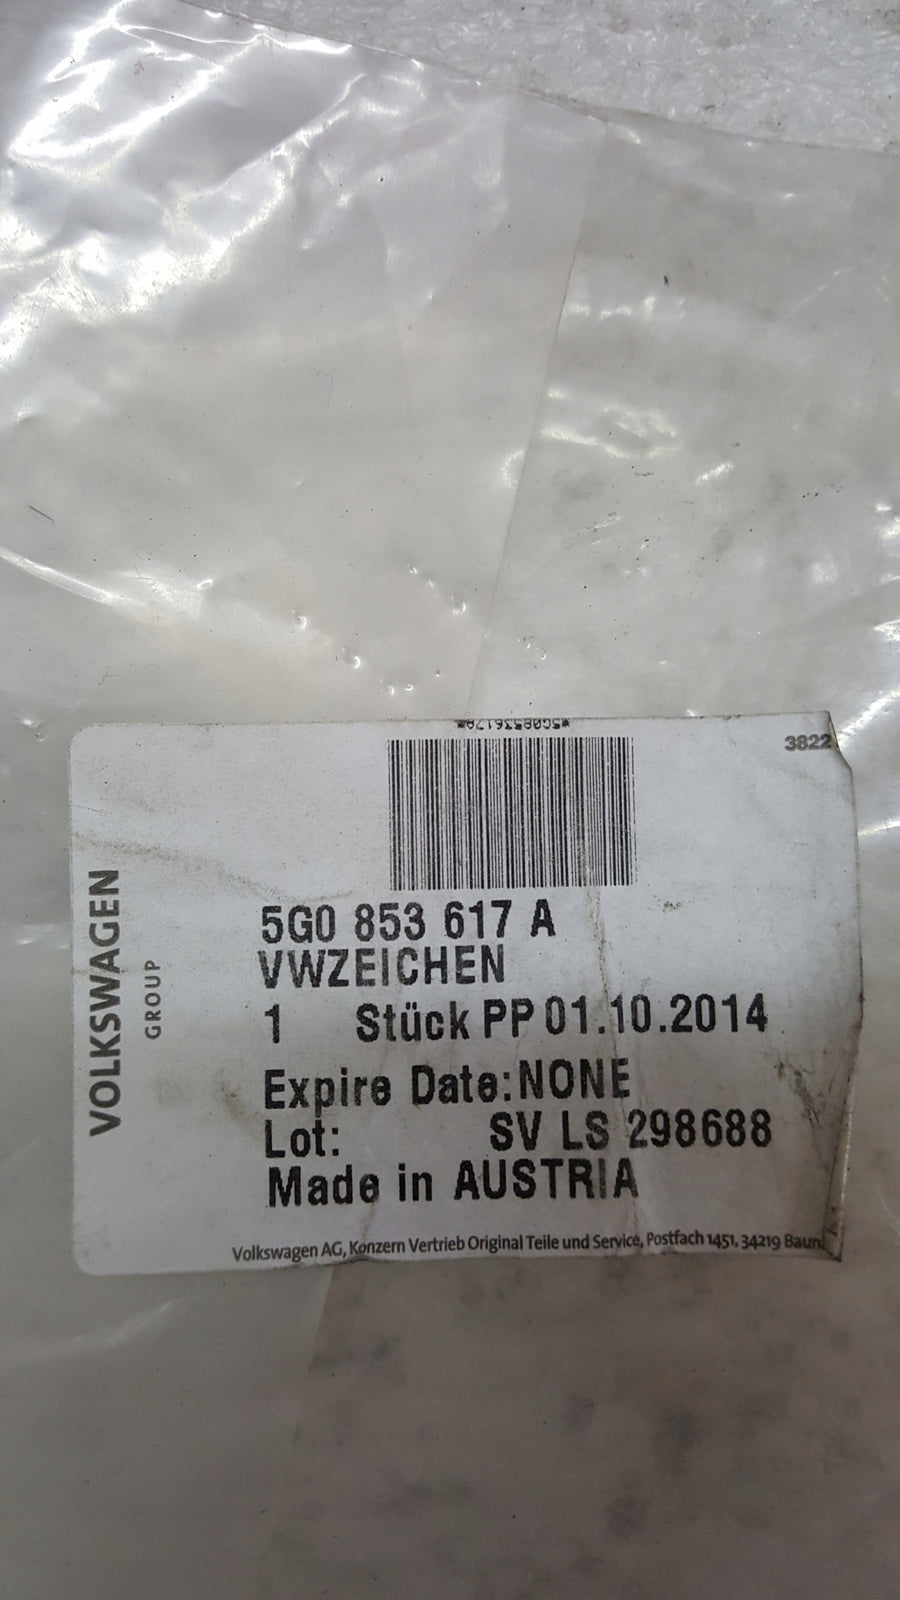 *5G0853617A*
3822
5G0 853 617 A
VWZEICHEN
1 Stück PP 01.10.2014
Expire Date:NONE
Lot: SV LS 298688
Made in AUSTRIA
VOLKSWAGEN
GROUP
Volkswagen AG, Konzern Vertrieb Original Teile und Service, Postfach 1451, 34219